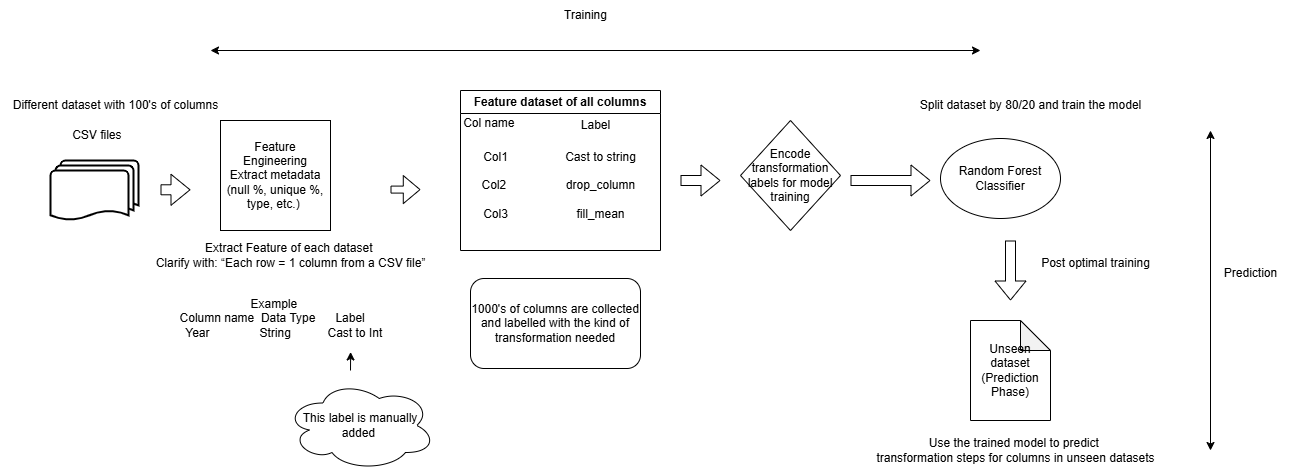 Training
Different dataset with 100's of columns
CSV files
Feature
Engineering
Extract metadata
(null %, unique %,
type, etc.)
Extract Feature of each dataset
Clarify with: “Each row = 1 column from a CSV file”
Example
Column name Data Type Label
Year String Cast to Int
This label is manually
added
Feature dataset of all columns
Col name Label
Col1 Cast to string
Col2 drop_column
Col3 fill_mean
1000's of columns are collected
and labelled with the kind of
transformation needed
Encode
transformation
labels for model
training
Split dataset by 80/20 and train the model
Random Forest
Classifier
Post optimal training
Prediction
Unseen
dataset
(Prediction
Phase)
Use the trained model to predict
transformation steps for columns in unseen datasets